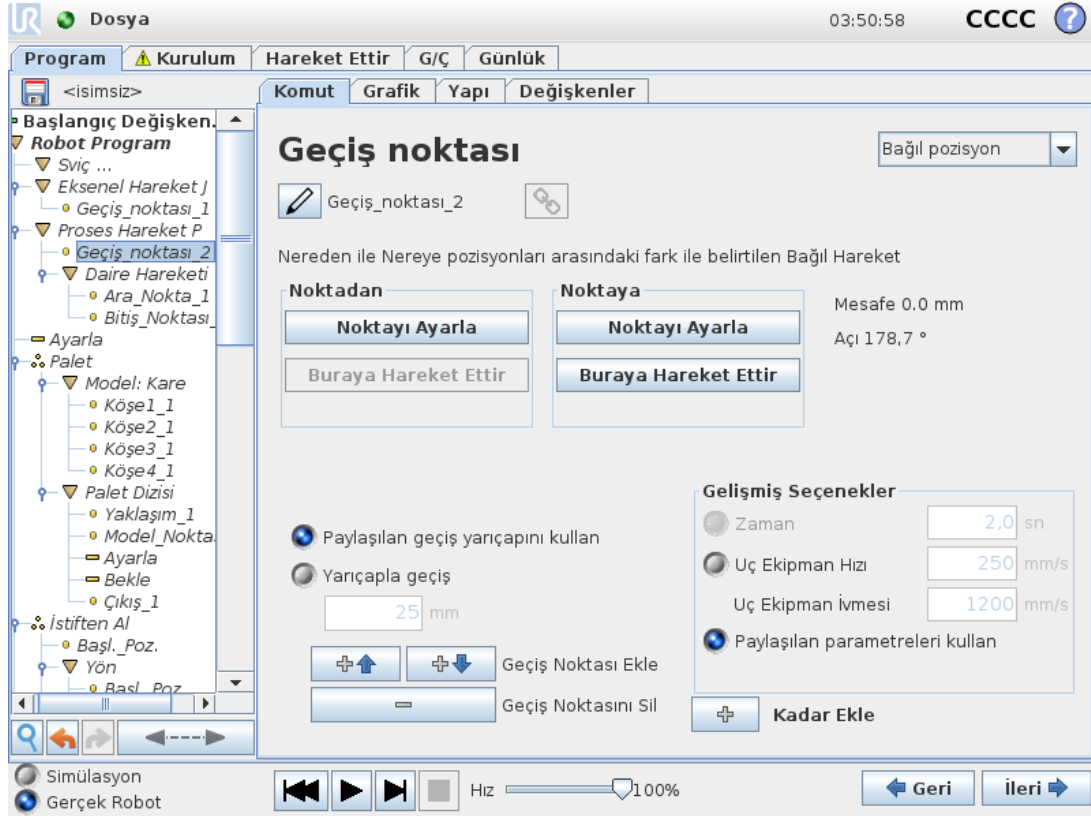 UR Dosya 03:50:58 CCCC ?
Program Kurulum Hareket Ettir G/Ç Günlük
<isimsiz> Komut Grafik Yapı Değişkenler
Başlangıç Değişken.
Robot Program
Sviç ...
Eksenel Hareket J
Geçiş_noktası_1
Proses Hareket P
Geçiş_noktası_2
Daire Hareketi
Ara_Nokta_1
Bitiş_Noktası_
Ayarla
Palet
Model: Kare
Köşe1_1
Köşe2_1
Köşe3_1
Köşe4_1
Palet Dizisi
Yaklaşım_1
Model_Nokta
Ayarla
Bekle
Çıkış_1
İstiften Al
Başl._Poz.
Yön
Başl._Poz
Geçiş noktası
Bağıl pozisyon
Geçiş_noktası_2
Nereden ile Nereye pozisyonları arasındaki fark ile belirtilen Bağıl Hareket
Noktadan
Noktayı Ayarla
Buraya Hareket Ettir
Noktaya
Noktayı Ayarla
Buraya Hareket Ettir
Mesafe 0.0 mm
Açı 178,7 °
Paylaşılan geçiş yarıçapını kullan
Yarıçapla geçiş
25 mm
Geçiş Noktası Ekle
Geçiş Noktasını Sil
Gelişmiş Seçenekler
Zaman 2,0 sn
Uç Ekipman Hızı 250 mm/s
Uç Ekipman İvmesi 1200 mm/s
Paylaşılan parametreleri kullan
Kadar Ekle
Simülasyon
Gerçek Robot
Hız 100%
Geri İleri